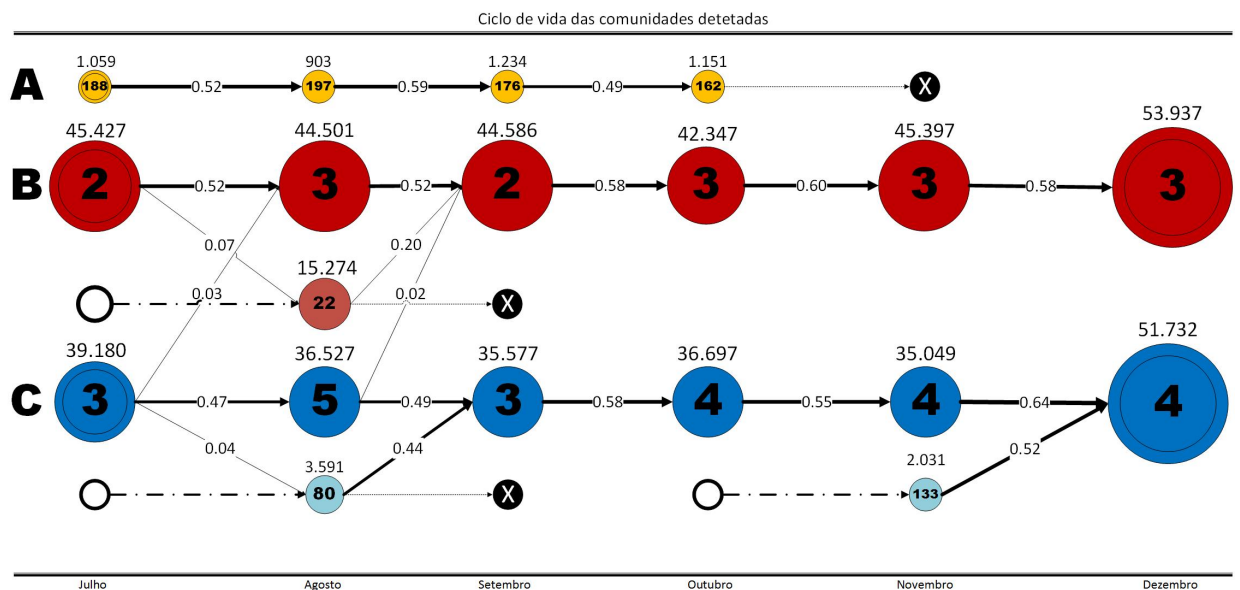 Ciclo de vida das comunidades detetadas
1.059 903 1.234 1.151
A 188 0.52 197 0.59 176 0.49 162 X
45.427 44.501 44.586 42.347 45.397 53.937
B 2 0.52 3 0.52 2 0.58 3 0.60 3 0.58 3
0.07 0.20
15.274
0.03 22 0.02 X
39.180 36.527 35.577 36.697 35.049 51.732
C 3 0.47 5 0.49 3 0.58 4 0.55 4 0.64 4
0.04 0.44 0.52
3.591 2.031
80 X 133
Julho Agosto Setembro Outubro Novembro Dezembro